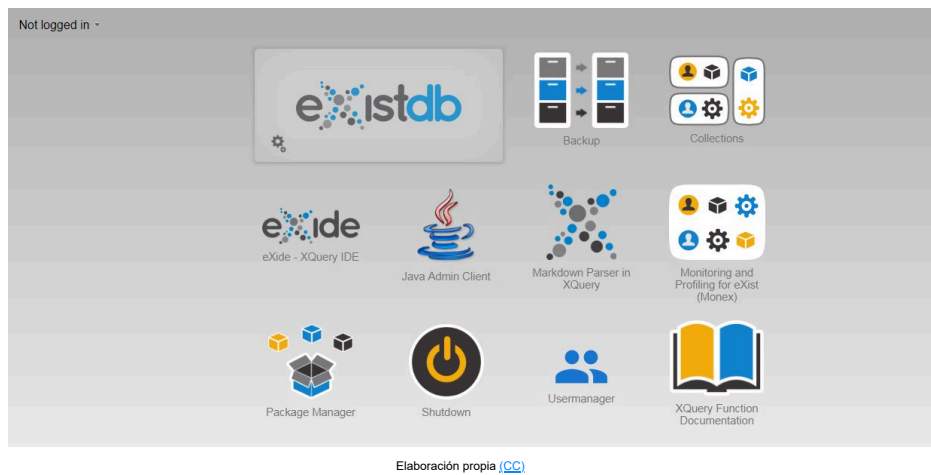 Not logged in
eXistdb
Backup
Collections
eXide
eXide - XQuery IDE
Java Admin Client
Markdown Parser in
XQuery
Monitoring and
Profiling for eXist
(Monex)
Package Manager
Shutdown
Usermanager
XQuery Function
Documentation
Elaboración propia (CC)